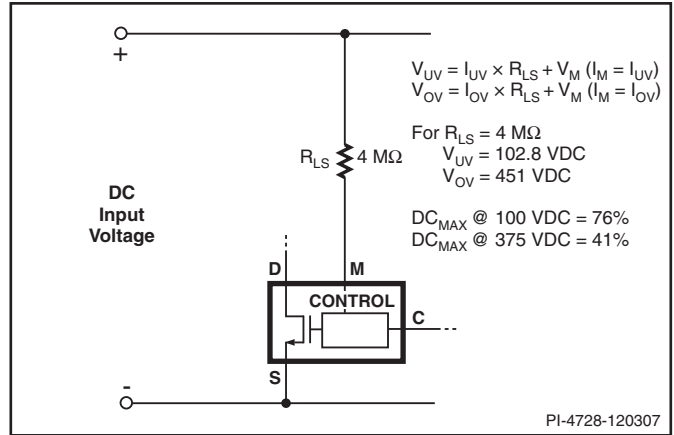 +
V_UV = I_UV × R_LS + V_M (I_M = I_UV)
V_OV = I_OV × R_LS + V_M (I_M = I_OV)
For R_LS = 4 MΩ
V_UV = 102.8 VDC
V_OV = 451 VDC
DC_MAX @ 100 VDC = 76%
DC_MAX @ 375 VDC = 41%
R_LS 4 MΩ
DC
Input
Voltage
D M
CONTROL
C
S
-
PI-4728-120307